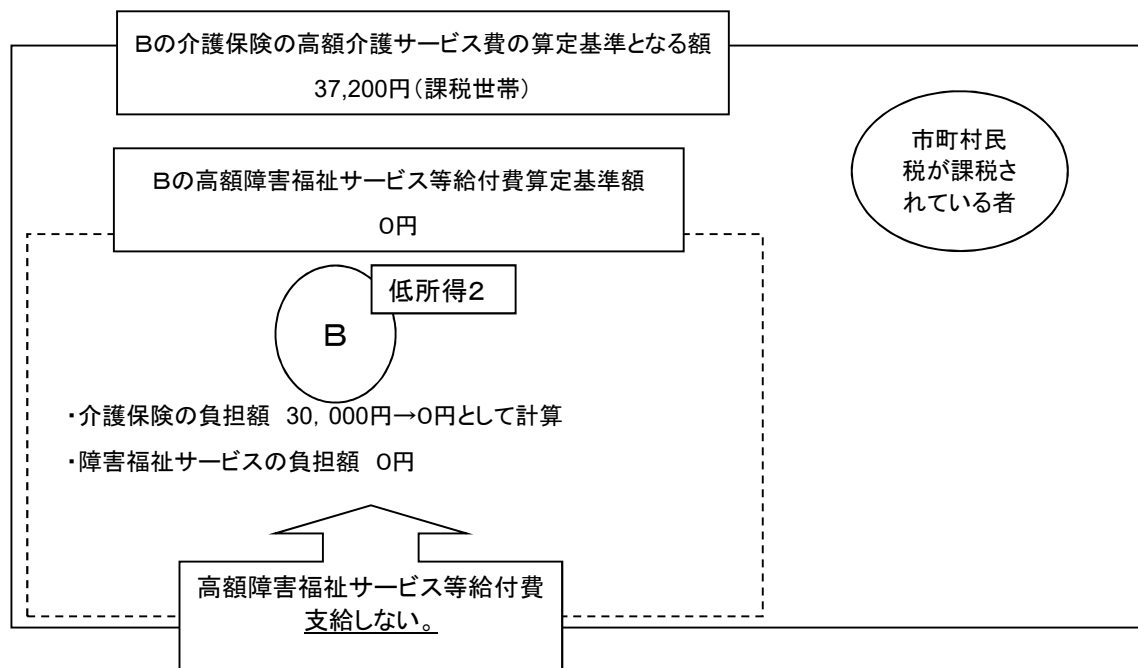 Bの介護保険の高額介護サービス費の算定基準となる額
37,200円(課税世帯)
市町村民
税が課税さ
れている者
Bの高額障害福祉サービス等給付費算定基準額
0円
低所得2
B
・介護保険の負担額 30,000円→0円として計算
・障害福祉サービスの負担額 0円
高額障害福祉サービス等給付費
支給しない。